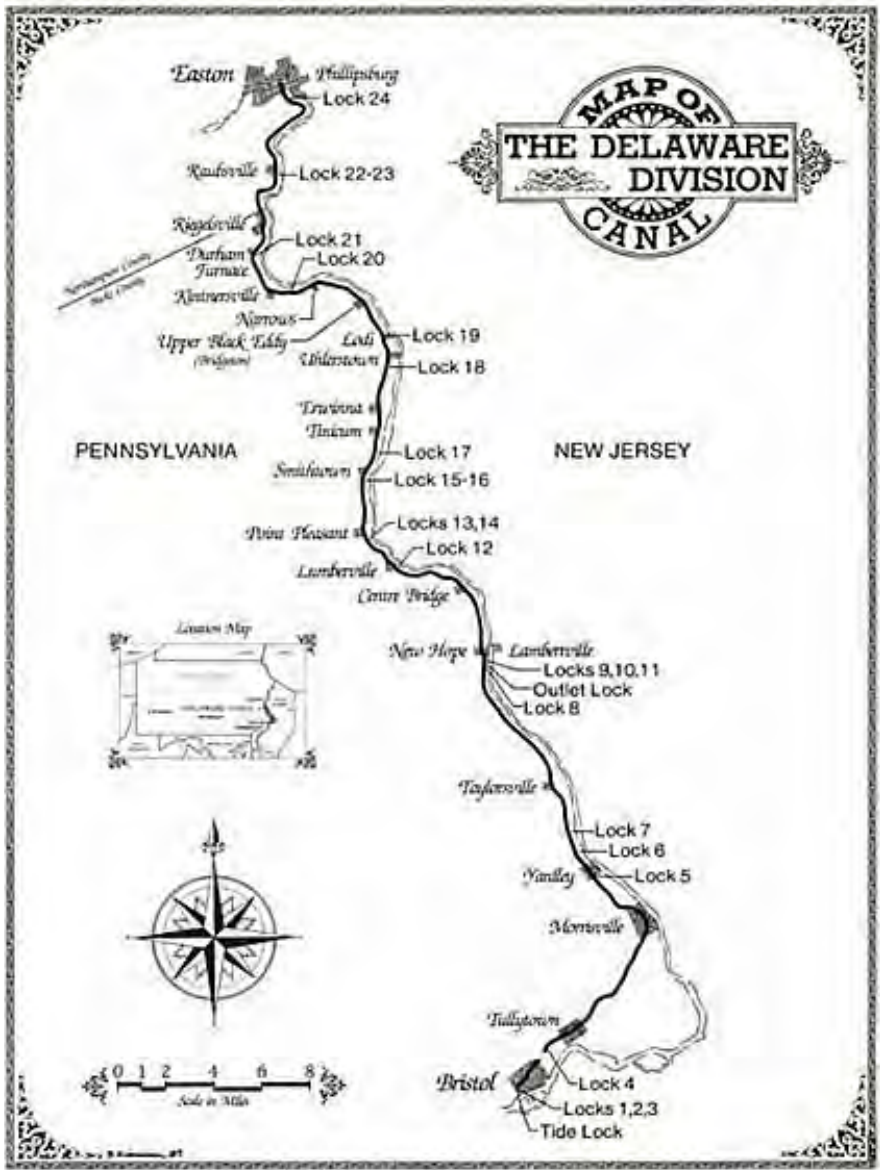 MAP OF
THE DELAWARE
DIVISION
CANAL
Easton
Phillipsburg
Lock 24
Raubsville
Lock 22-23
Riegelsville
Northampton County
Bucks County
Durham
Furnace
Lock 21
Lock 20
Kintnersville
Narrows
Upper Black Eddy
(Bridgeton)
Lodi
Lock 19
Uhlerstown
Lock 18
Erwinna
Tinicum
PENNSYLVANIA
NEW JERSEY
Lock 17
Smithtown
Lock 15-16
Point Pleasant
Locks 13,14
Lock 12
Lumberville
Centre Bridge
Location Map
New Hope
Lambertville
Locks 9,10,11
Outlet Lock
Lock 8
Taylorsville
Lock 7
Lock 6
Yardley
Lock 5
Morrisville
Tullytown
Bristol
Lock 4
Locks 1,2,3
Tide Lock
0 1 2 4 6 8
Scale in Miles